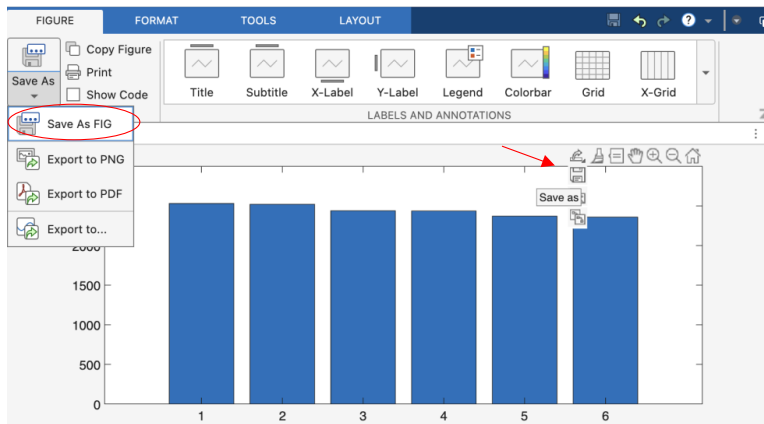 FIGURE FORMAT TOOLS LAYOUT
Copy Figure
Print
Save As
Show Code
Title Subtitle X-Label Y-Label Legend Colorbar Grid X-Grid
LABELS AND ANNOTATIONS
Save As FIG
Export to PNG
Export to PDF
Export to...
Save as
2000
1500
1000
500
0
1 2 3 4 5 6